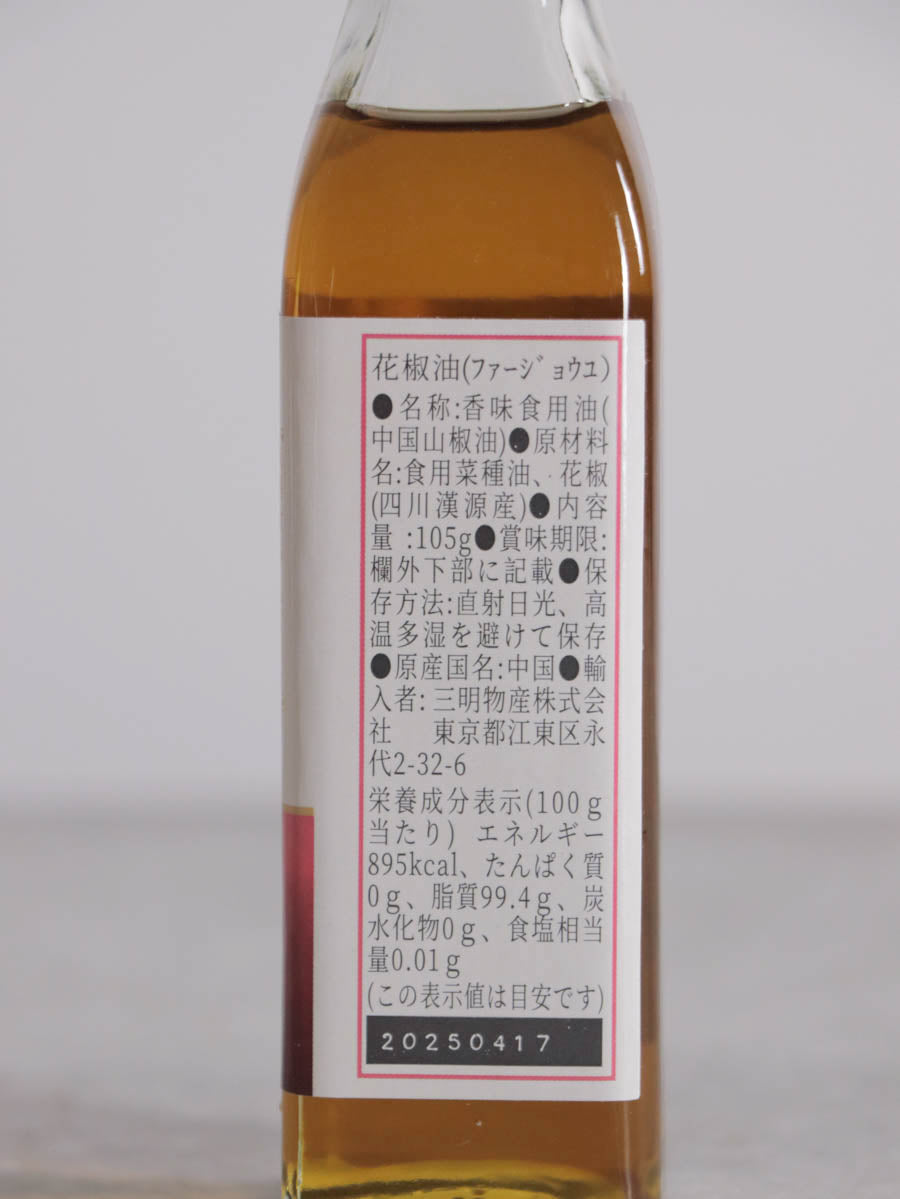 花椒油(ファージョウユ)
●名称:香味食用油(
中国山椒油)●原材料
名:食用菜種油、花椒
(四川漢源産)●内容
量:105g●賞味期限:
欄外下部に記載●保
存方法:直射日光、高
温多湿を避けて保存
●原産国名:中国●輸
入者:三明物産株式会
社 東京都江東区永
代2-32-6
栄養成分表示(100g
当たり) エネルギー
895kcal、たんぱく質
0g、脂質99.4g、炭
水化物0g、食塩相当
量0.01g
(この表示値は目安です)
20250417